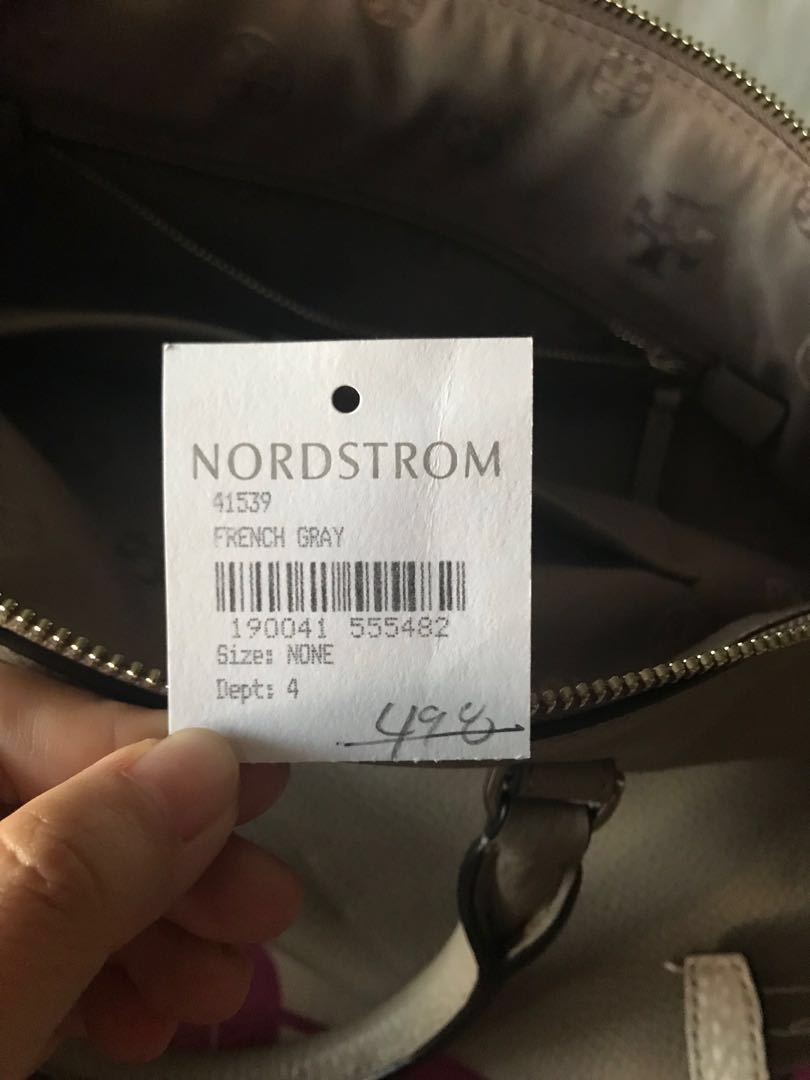 NORDSTROM
41539
FRENCH GRAY
190041 555482
Size: NONE
Dept: 4
498